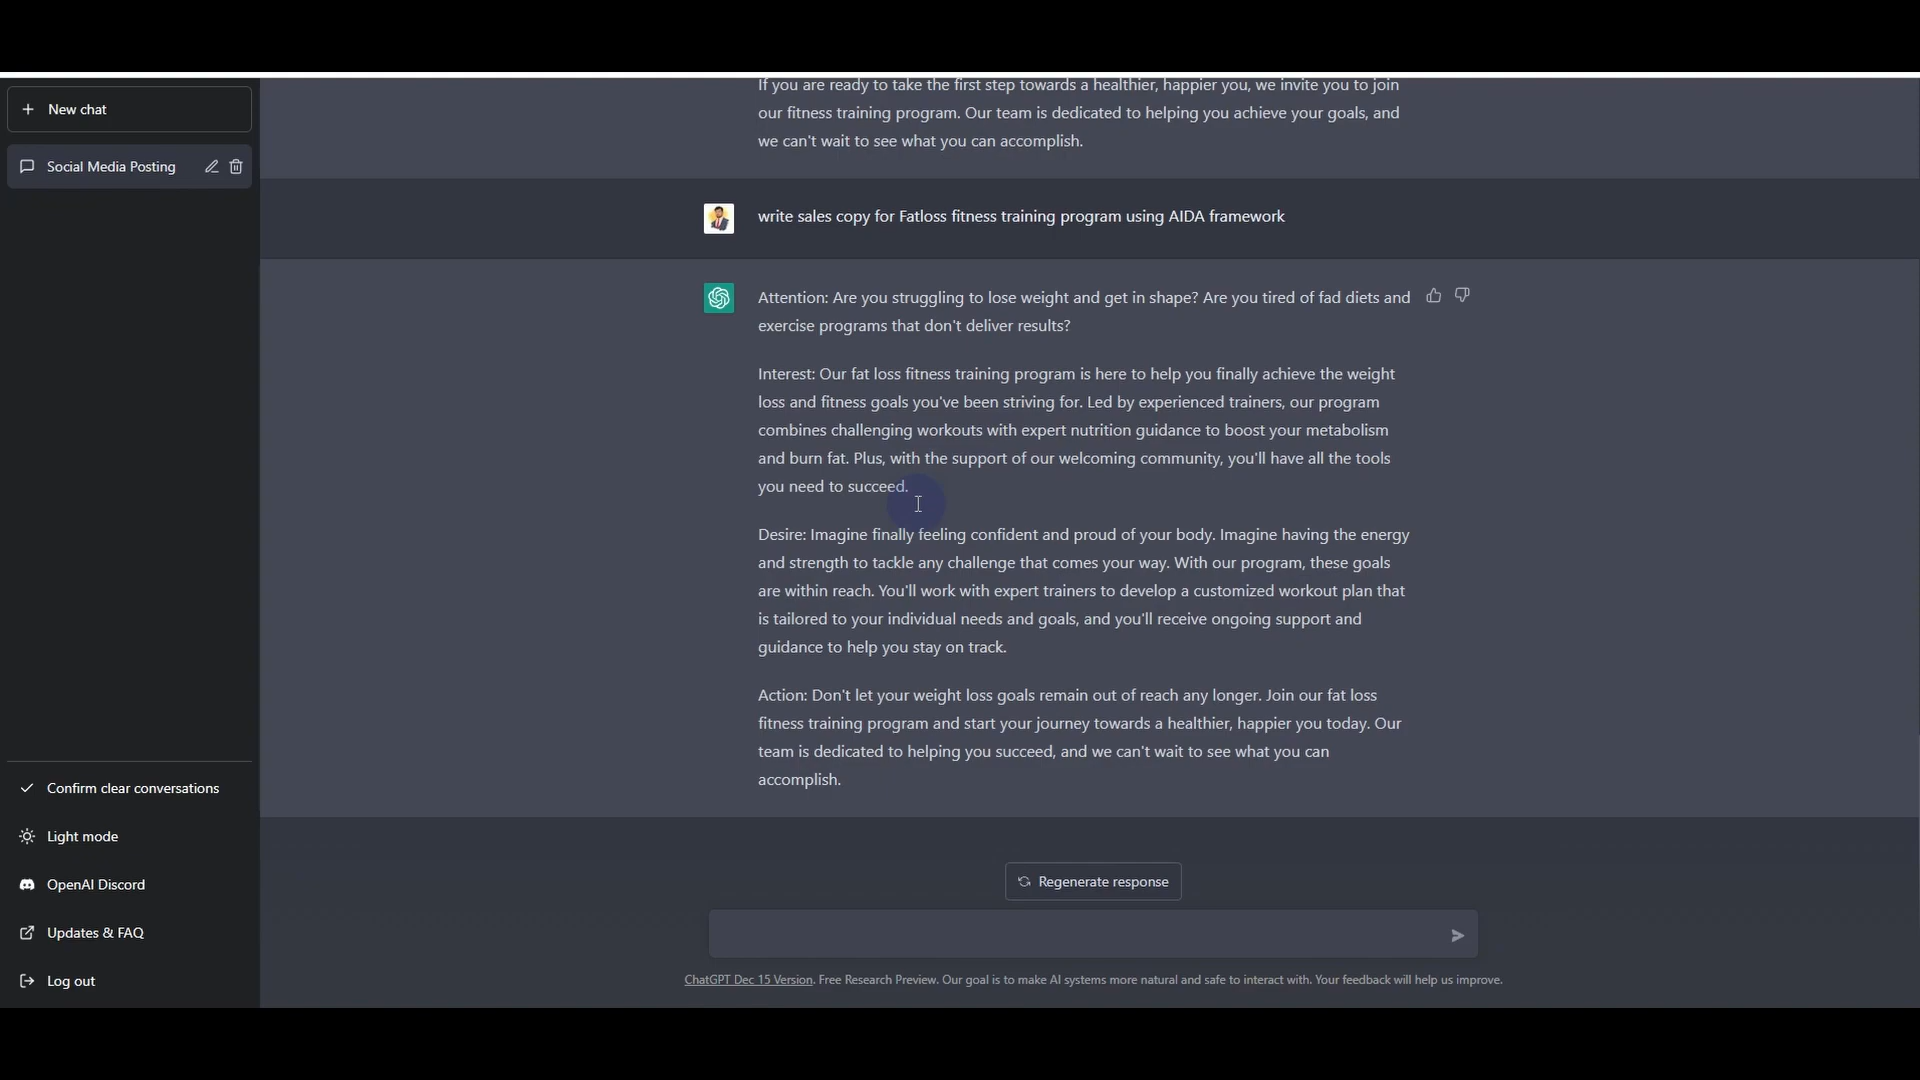 New chat
Social Media Posting
If you are ready to take the first step towards a healthier, happier you, we invite you to join
our fitness training program. Our team is dedicated to helping you achieve your goals, and
we can't wait to see what you can accomplish.
write sales copy for Fatloss fitness training program using AIDA framework
Attention: Are you struggling to lose weight and get in shape? Are you tired of fad diets and
exercise programs that don't deliver results?
Interest: Our fat loss fitness training program is here to help you finally achieve the weight
loss and fitness goals you've been striving for. Led by experienced trainers, our program
combines challenging workouts with expert nutrition guidance to boost your metabolism
and burn fat. Plus, with the support of our welcoming community, you'll have all the tools
you need to succeed.
Desire: Imagine finally feeling confident and proud of your body. Imagine having the energy
and strength to tackle any challenge that comes your way. With our program, these goals
are within reach. You'll work with expert trainers to develop a customized workout plan that
is tailored to your individual needs and goals, and you'll receive ongoing support and
guidance to help you stay on track.
Action: Don't let your weight loss goals remain out of reach any longer. Join our fat loss
fitness training program and start your journey towards a healthier, happier you today. Our
team is dedicated to helping you succeed, and we can't wait to see what you can
accomplish.
Confirm clear conversations
Light mode
OpenAI Discord
Updates & FAQ
Log out
Regenerate response
ChatGPT Dec 15 Version. Free Research Preview. Our goal is to make AI systems more natural and safe to interact with. Your feedback will help us improve.